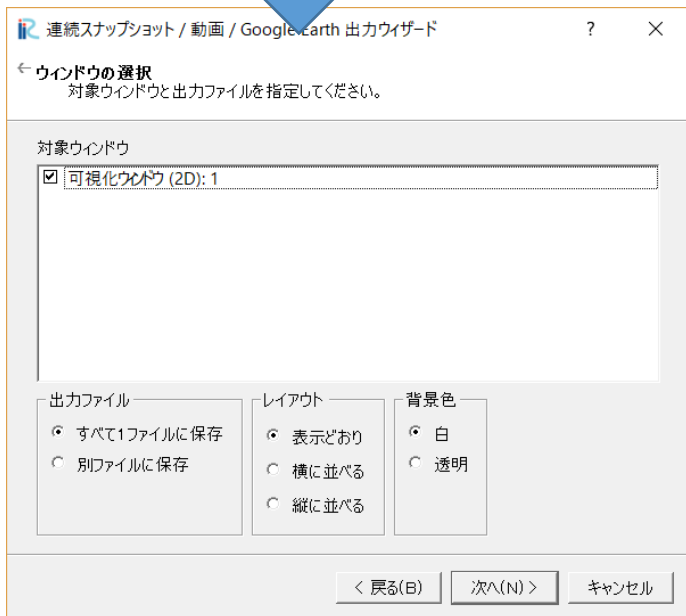 iRIC 連続スナップショット / 動画 / Google Earth 出力ウィザード ? ×
← ウィンドウの選択
対象ウィンドウと出力ファイルを指定してください。
対象ウィンドウ
可視化ウィンドウ (2D): 1
出力ファイル レイアウト 背景色
すべて1ファイルに保存 表示どおり 白
別ファイルに保存 横に並べる 透明
縦に並べる
< 戻る(B) 次へ(N) > キャンセル